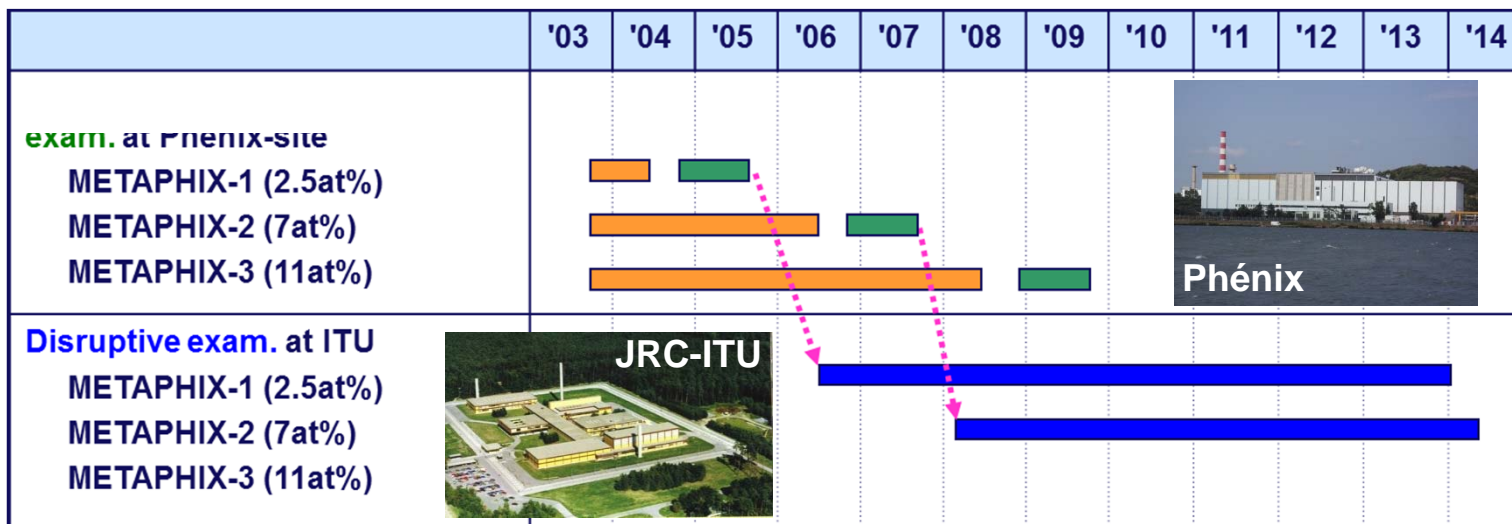 '03 '04 '05 '06 '07 '08 '09 '10 '11 '12 '13 '14
exam. at Phenix-site
METAPHIX-1 (2.5at%)
METAPHIX-2 (7at%)
METAPHIX-3 (11at%)
Phénix
Disruptive exam. at ITU
METAPHIX-1 (2.5at%)
METAPHIX-2 (7at%)
METAPHIX-3 (11at%)
JRC-ITU